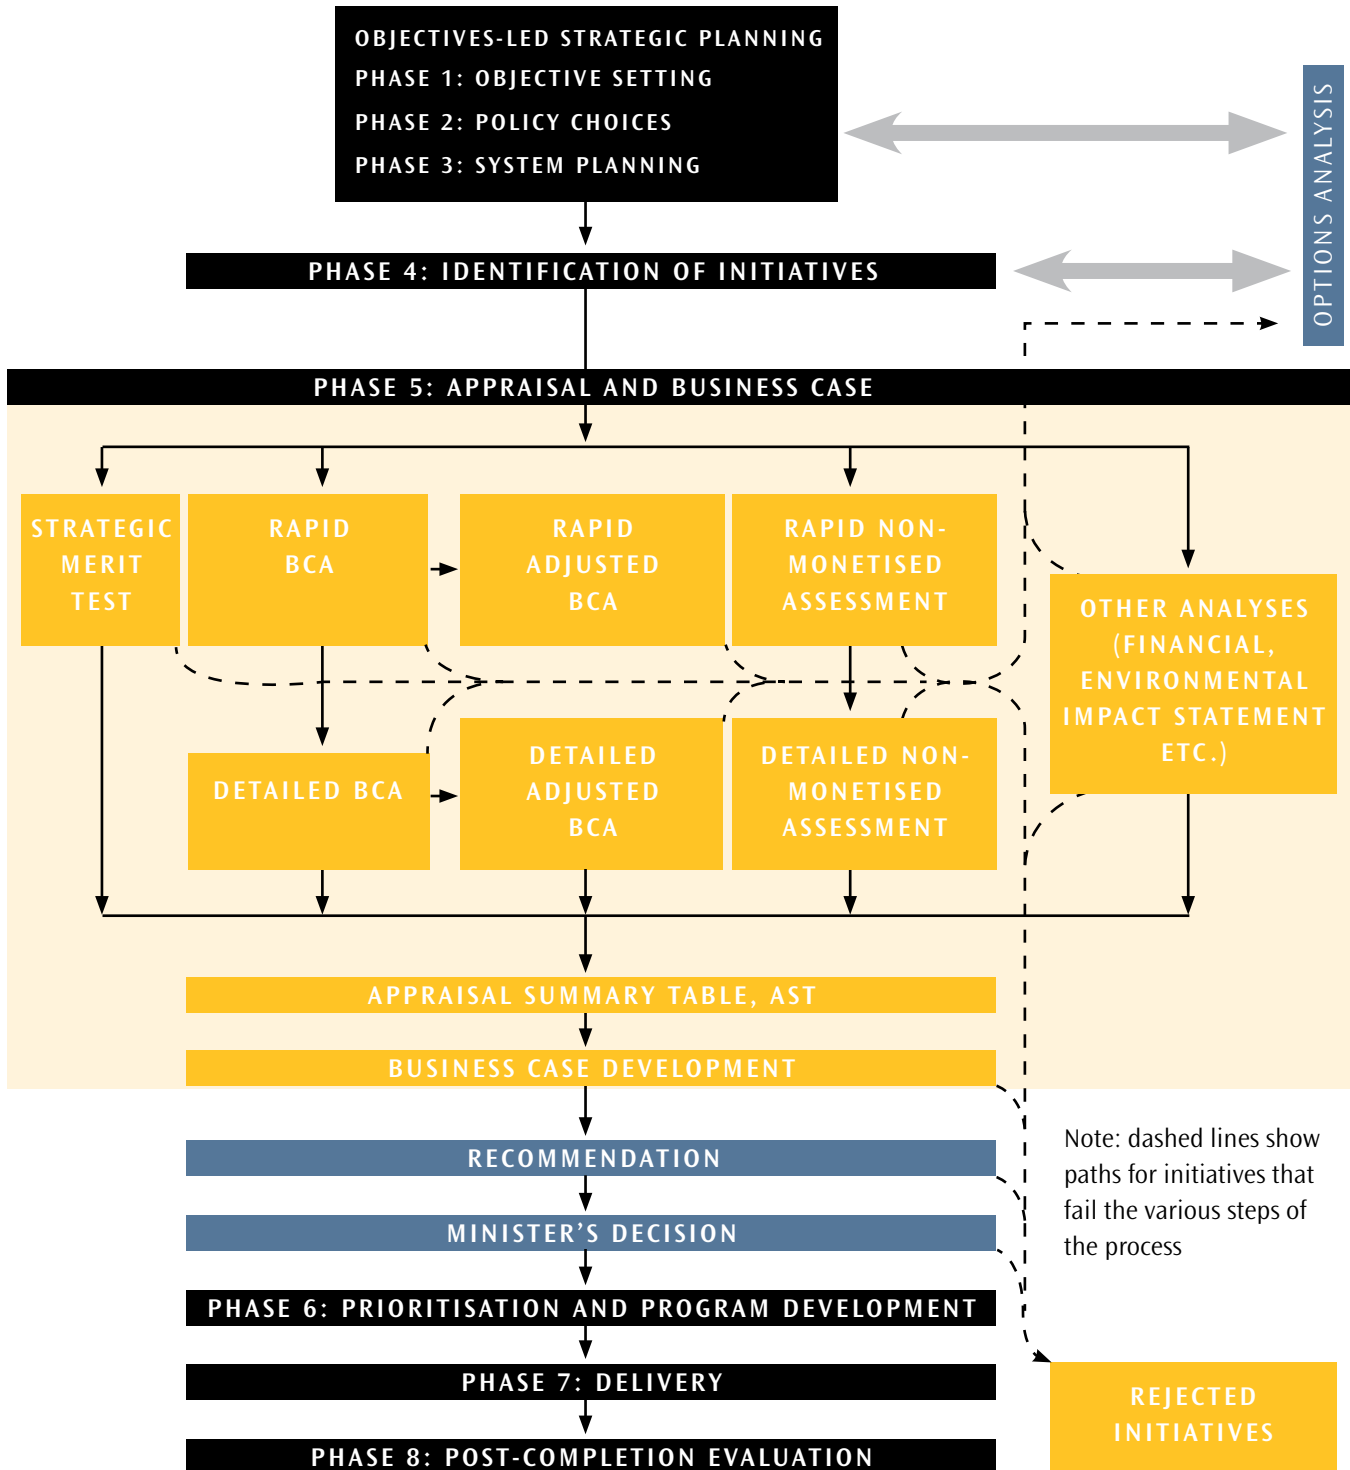 OBJECTIVES-LED STRATEGIC PLANNING
PHASE 1: OBJECTIVE SETTING
PHASE 2: POLICY CHOICES
PHASE 3: SYSTEM PLANNING
OPTIONS ANALYSIS
PHASE 4: IDENTIFICATION OF INITIATIVES
PHASE 5: APPRAISAL AND BUSINESS CASE
STRATEGIC
MERIT
TEST
RAPID
BCA
RAPID
ADJUSTED
BCA
RAPID NON-
MONETISED
ASSESSMENT
OTHER ANALYSES
(FINANCIAL,
ENVIRONMENTAL
IMPACT STATEMENT
ETC.)
DETAILED BCA
DETAILED
ADJUSTED
BCA
DETAILED NON-
MONETISED
ASSESSMENT
APPRAISAL SUMMARY TABLE, AST
BUSINESS CASE DEVELOPMENT
RECOMMENDATION
MINISTER’S DECISION
Note: dashed lines show
paths for initiatives that
fail the various steps of
the process
PHASE 6: PRIORITISATION AND PROGRAM DEVELOPMENT
PHASE 7: DELIVERY
PHASE 8: POST-COMPLETION EVALUATION
REJECTED
INITIATIVES